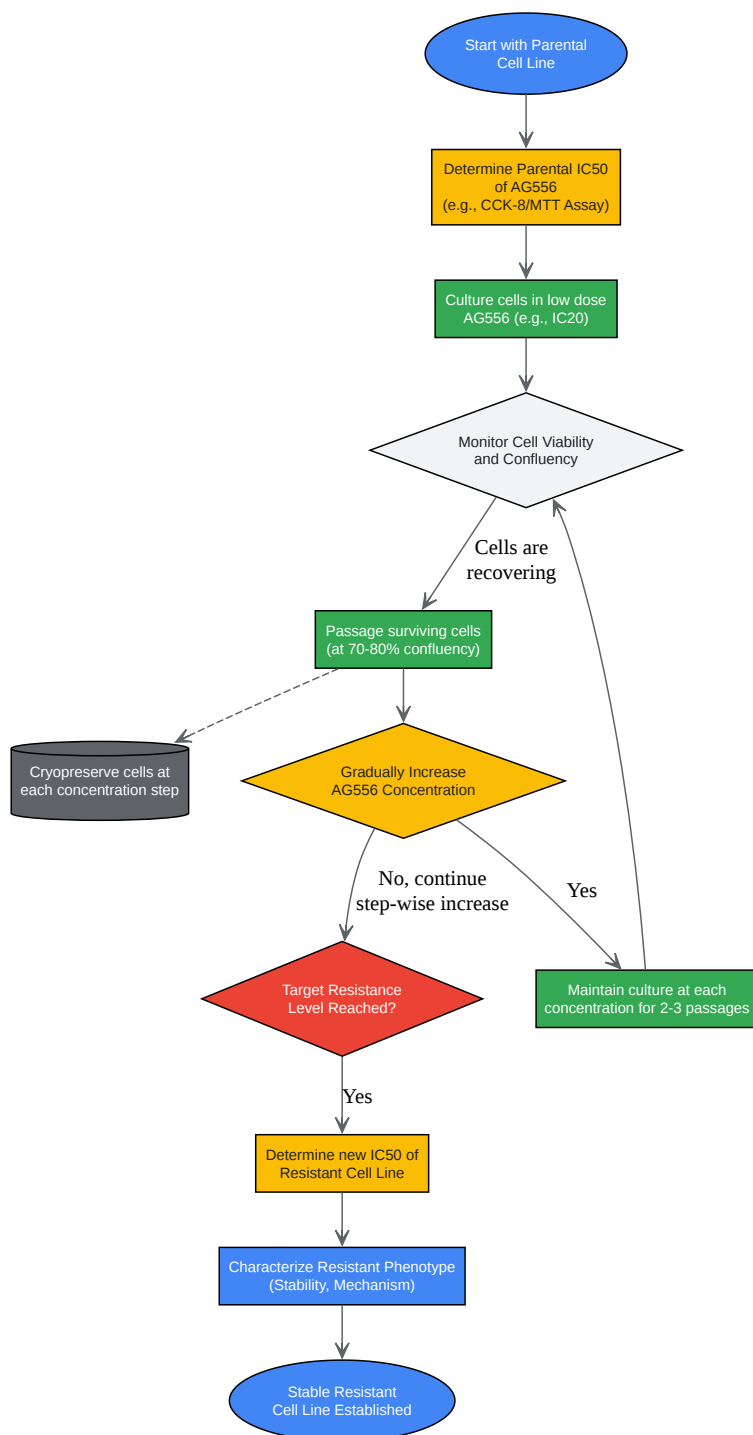 Start with Parental
Cell Line
Determine Parental IC50
of AG556
(e.g., CCK-8/MTT Assay)
Culture cells in low dose
AG556 (e.g., IC20)
Monitor Cell Viability
and Confluency
Cells are
recovering
Passage surviving cells
(at 70-80% confluency)
Cryopreserve cells at
each concentration step
Gradually Increase
AG556 Concentration
No, continue
step-wise increase
Yes
Target Resistance
Level Reached?
Maintain culture at each
concentration for 2-3 passages
Yes
Determine new IC50 of
Resistant Cell Line
Characterize Resistant Phenotype
(Stability, Mechanism)
Stable Resistant
Cell Line Established